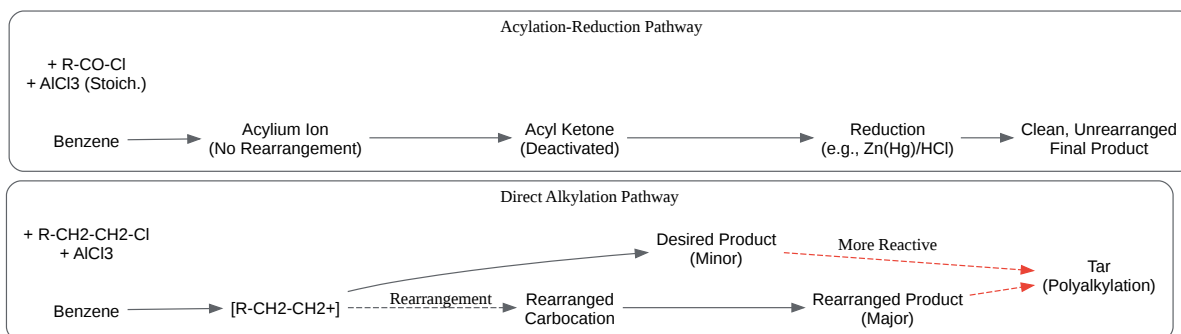 Acylation-Reduction Pathway
+ R-CO-Cl
+ AlCl3 (Stoich.)
Benzene
Acylium Ion
(No Rearrangement)
Acyl Ketone
(Deactivated)
Reduction
(e.g., Zn(Hg)/HCl)
Clean, Unrearranged
Final Product
Direct Alkylation Pathway
+ R-CH2-CH2-Cl
+ AlCl3
Benzene
[R-CH2-CH2+]
Desired Product
(Minor)
More Reactive
Rearrangement
Rearranged
Carbocation
Rearranged Product
(Major)
Tar
(Polyalkylation)